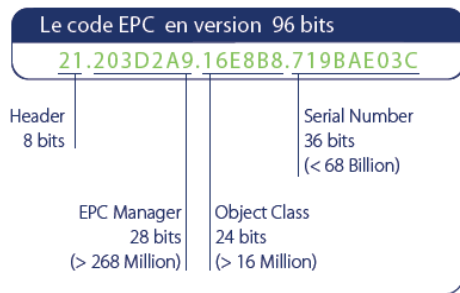 Le code EPC en version 96 bits
21.203D2A9.16E8B8.719BAE03C
Header
8 bits
Serial Number
36 bits
(< 68 Billion)
EPC Manager
28 bits
(> 268 Million)
Object Class
24 bits
(> 16 Million)